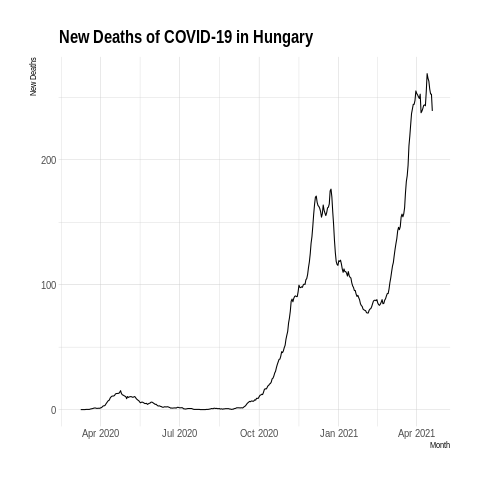 New Deaths of COVID-19 in Hungary
New Deaths
200
100
0
Apr 2020 Jul 2020 Oct 2020 Jan 2021 Apr 2021
Month